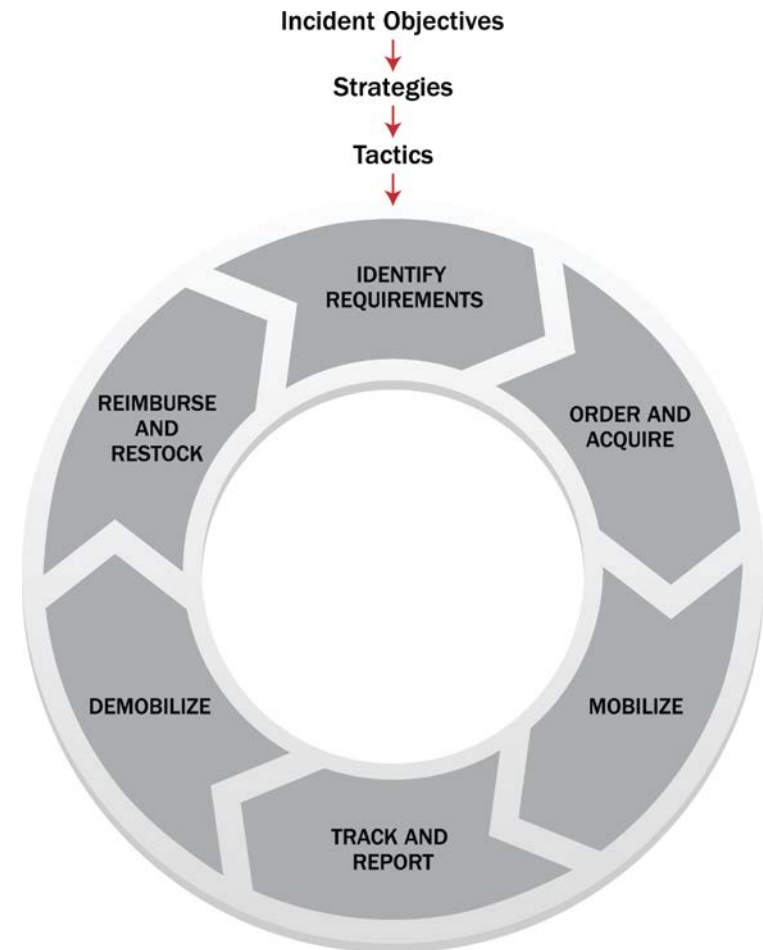 Incident Objectives
Strategies
Tactics
IDENTIFY
REQUIREMENTS
ORDER AND
ACQUIRE
MOBILIZE
TRACK AND
REPORT
DEMOBILIZE
REIMBURSE
AND
RESTOCK